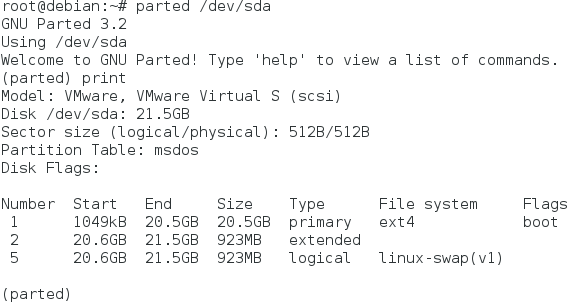 root@debian:~# parted /dev/sda
GNU Parted 3.2
Using /dev/sda
Welcome to GNU Parted! Type 'help' to view a list of commands.
(parted) print
Model: VMware, VMware Virtual S (scsi)
Disk /dev/sda: 21.5GB
Sector size (logical/physical): 512B/512B
Partition Table: msdos
Disk Flags:

Number  Start   End     Size    Type      File system     Flags
 1      1049kB  20.5GB  20.5GB  primary   ext4            boot
 2      20.6GB  21.5GB  923MB   extended
 5      20.6GB  21.5GB  923MB   logical   linux-swap(v1)

(parted)